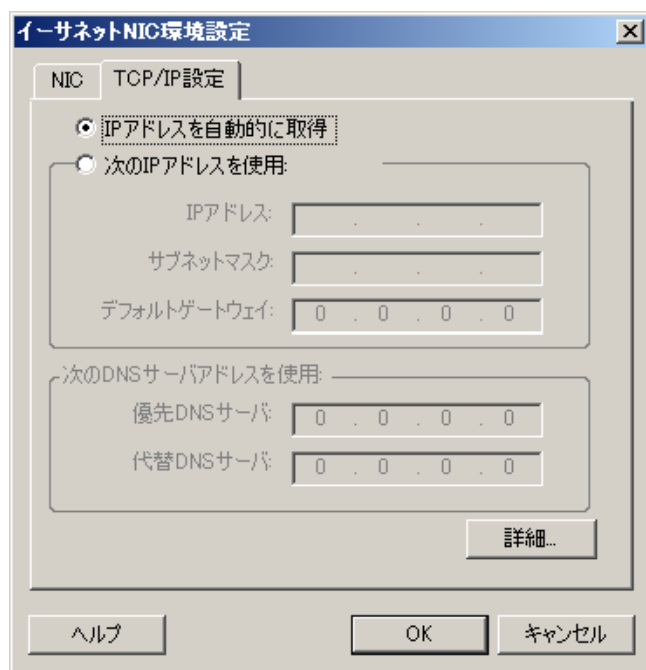 イーサネットNIC環境設定
NIC
TCP/IP設定
IPアドレスを自動的に取得
次のIPアドレスを使用:
IPアドレス:
サブネットマスク:
デフォルトゲートウェイ: 0 . 0 . 0 . 0
次のDNSサーバアドレスを使用:
優先DNSサーバ: 0 . 0 . 0 . 0
代替DNSサーバ: 0 . 0 . 0 . 0
詳細...
ヘルプ
OK
キャンセル